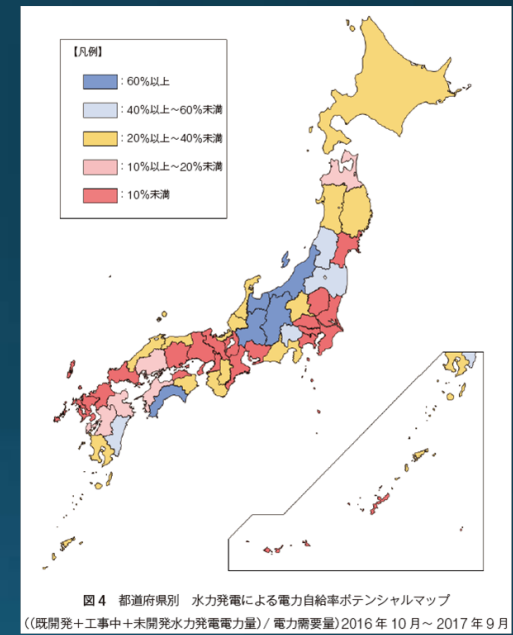 【凡例】
:60%以上
:40%以上～60%未満
:20%以上～40%未満
:10%以上～20%未満
:10%未満
図4 都道府県別 水力発電による電力自給率ポテンシャルマップ
((既開発＋工事中＋未開発水力発電電力量)/電力需要量)2016年10月～2017年9月